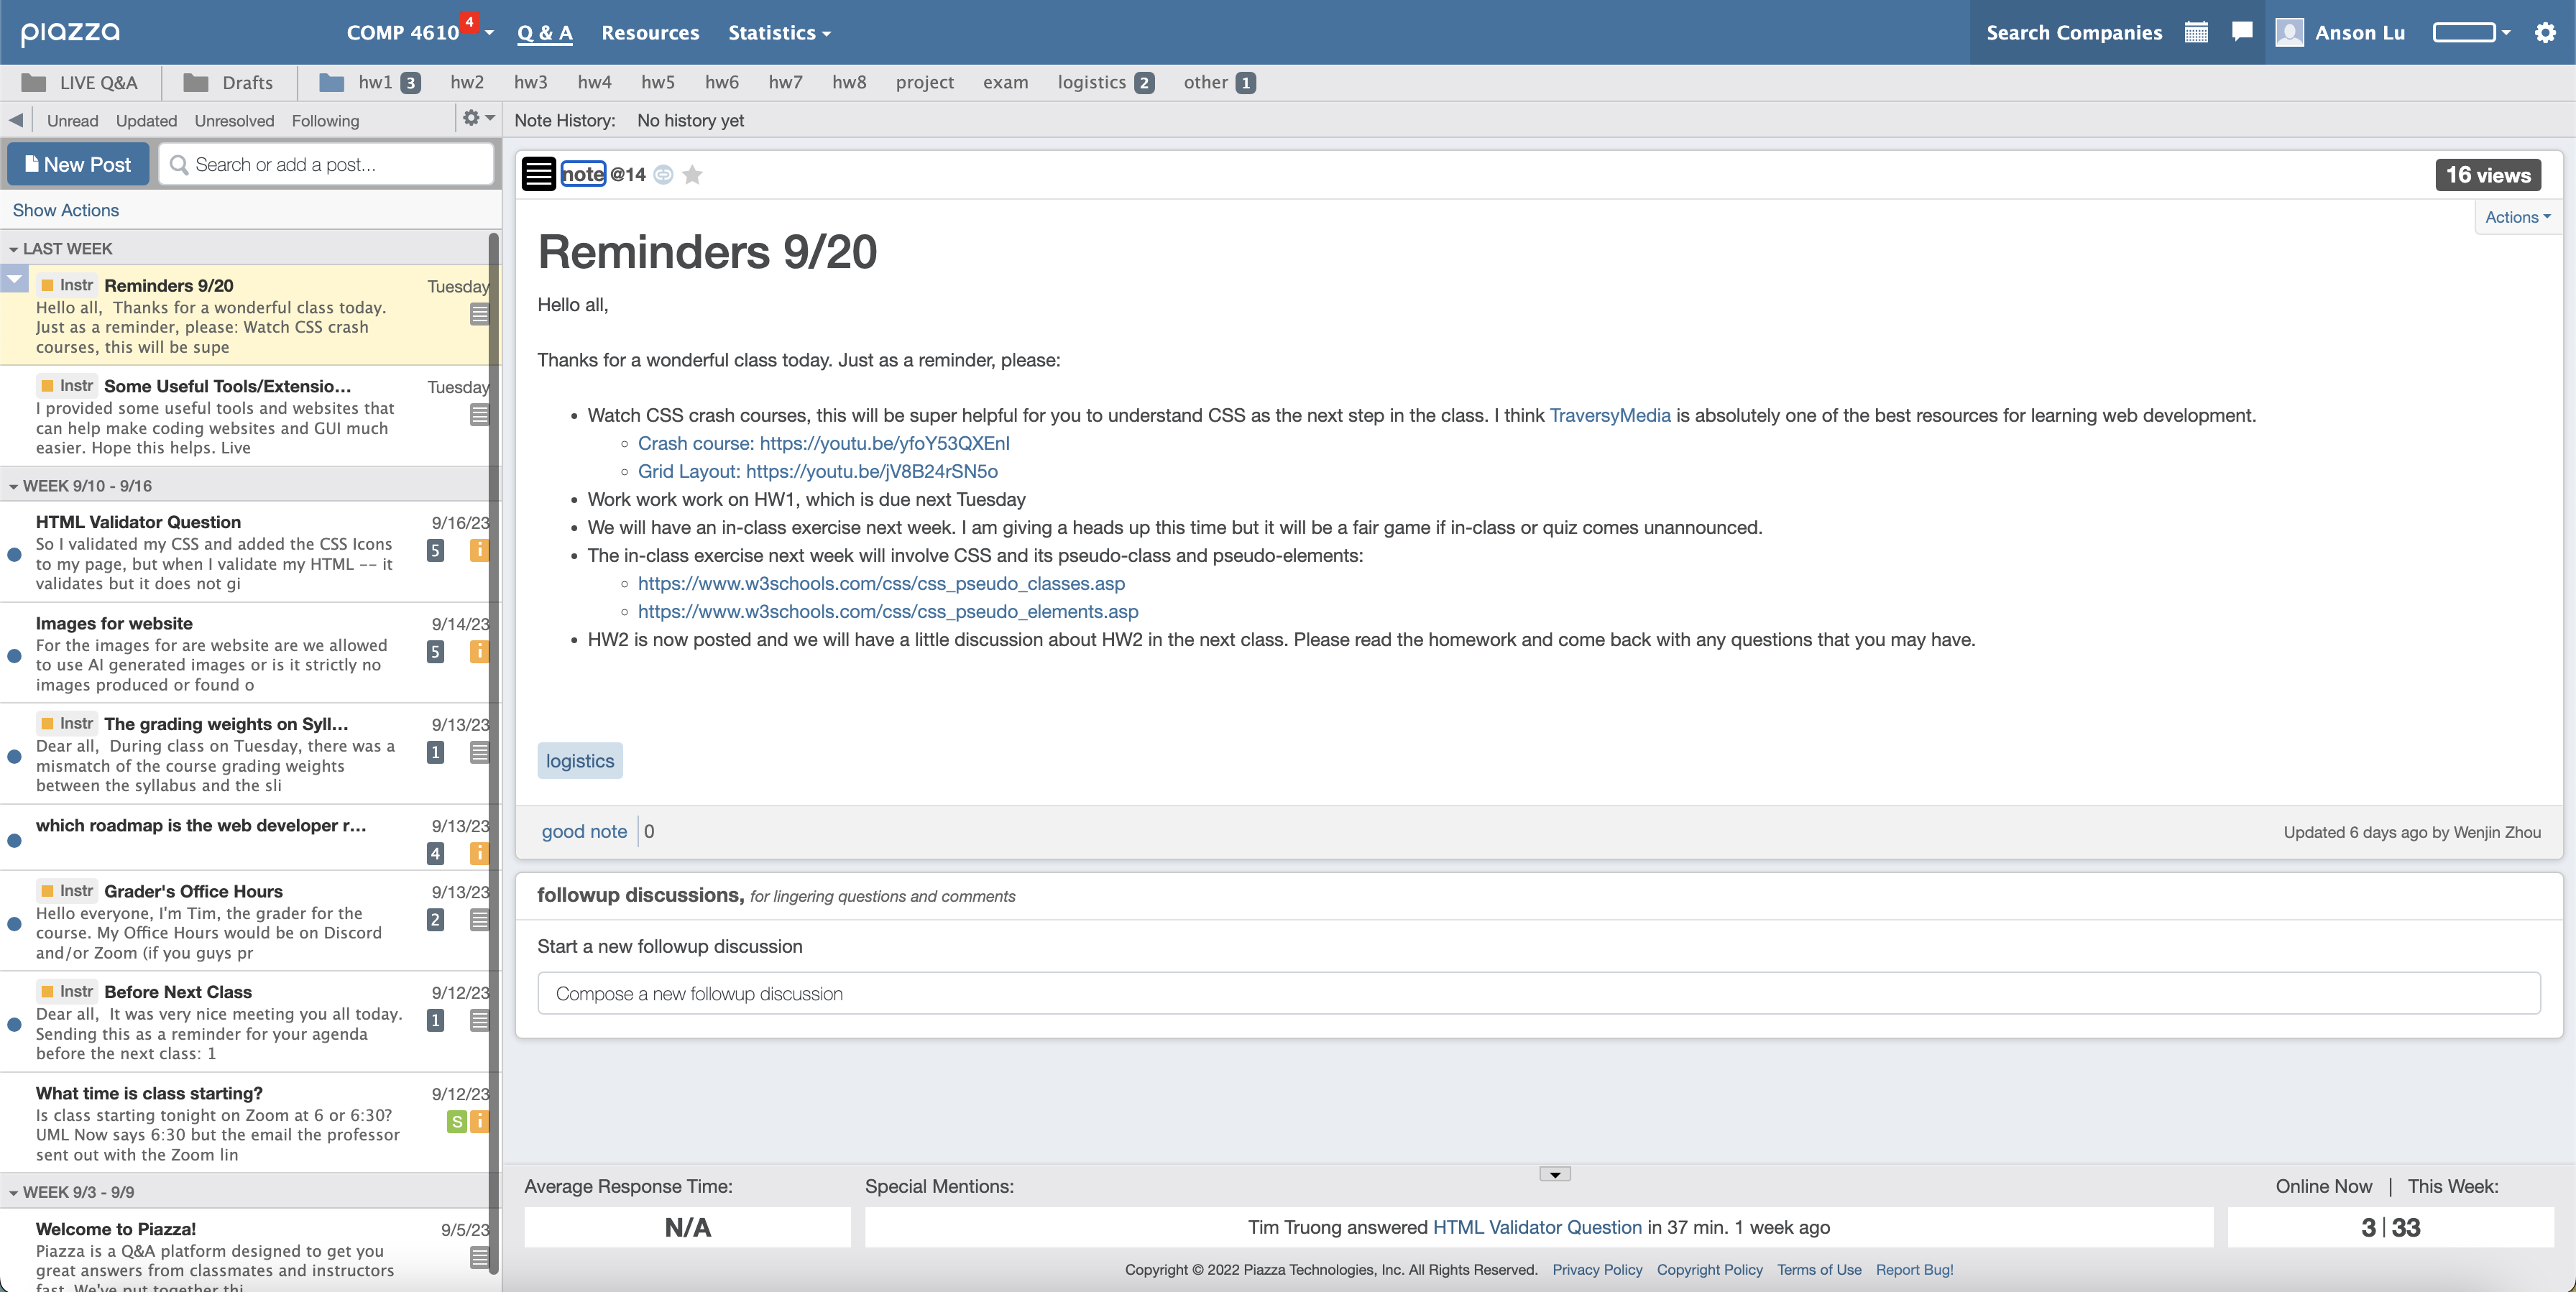 piazza
COMP 4610 4
Q & A
Resources
Statistics
Search Companies
Anson Lu
LIVE Q&A
Drafts
hw1 3
hw2
hw3
hw4
hw5
hw6
hw7
hw8
project
exam
logistics 2
other 1
Unread Updated Unresolved Following
Note History: No history yet
New Post
Search or add a post...
Show Actions
LAST WEEK
Instr Reminders 9/20 Tuesday
Hello all, Thanks for a wonderful class today.
Just as a reminder, please: Watch CSS crash
courses, this will be supe
Instr Some Useful Tools/Extensio... Tuesday
I provided some useful tools and websites that
can help make coding websites and GUI much
easier. Hope this helps. Live
WEEK 9/10 - 9/16
HTML Validator Question 9/16/23
So I validated my CSS and added the CSS Icons
to my page, but when I validate my HTML -- it
validates but it does not gi
5 i
Images for website 9/14/23
For the images for are website are we allowed
to use AI generated images or is it strictly no
images produced or found o
5 i
Instr The grading weights on Syll... 9/13/23
Dear all, During class on Tuesday, there was a
mismatch of the course grading weights
between the syllabus and the sli
1
which roadmap is the web developer r... 9/13/23
4 i
Instr Grader's Office Hours 9/13/23
Hello everyone, I'm Tim, the grader for the
course. My Office Hours would be on Discord
and/or Zoom (if you guys pr
2
Instr Before Next Class 9/12/23
Dear all, It was very nice meeting you all today.
Sending this as a reminder for your agenda
before the next class: 1
1
What time is class starting? 9/12/23
Is class starting tonight on Zoom at 6 or 6:30?
UML Now says 6:30 but the email the professor
sent out with the Zoom lin
S i
WEEK 9/3 - 9/9
Welcome to Piazza! 9/5/23
Piazza is a Q&A platform designed to get you
great answers from classmates and instructors
fast. We've put together thi
note @14
16 views
Actions
Reminders 9/20
Hello all,
Thanks for a wonderful class today. Just as a reminder, please:
Watch CSS crash courses, this will be super helpful for you to understand CSS as the next step in the class. I think TraversyMedia is absolutely one of the best resources for learning web development.
Crash course: https://youtu.be/yfoY53QXEnI
Grid Layout: https://youtu.be/jV8B24rSN5o
Work work work on HW1, which is due next Tuesday
We will have an in-class exercise next week. I am giving a heads up this time but it will be a fair game if in-class or quiz comes unannounced.
The in-class exercise next week will involve CSS and its pseudo-class and pseudo-elements:
https://www.w3schools.com/css/css_pseudo_classes.asp
https://www.w3schools.com/css/css_pseudo_elements.asp
HW2 is now posted and we will have a little discussion about HW2 in the next class. Please read the homework and come back with any questions that you may have.
logistics
good note 0
Updated 6 days ago by Wenjin Zhou
followup discussions, for lingering questions and comments
Start a new followup discussion
Compose a new followup discussion
Average Response Time:
N/A
Special Mentions:
Tim Truong answered HTML Validator Question in 37 min. 1 week ago
Online Now | This Week:
3 | 33
Copyright © 2022 Piazza Technologies, Inc. All Rights Reserved. Privacy Policy Copyright Policy Terms of Use Report Bug!